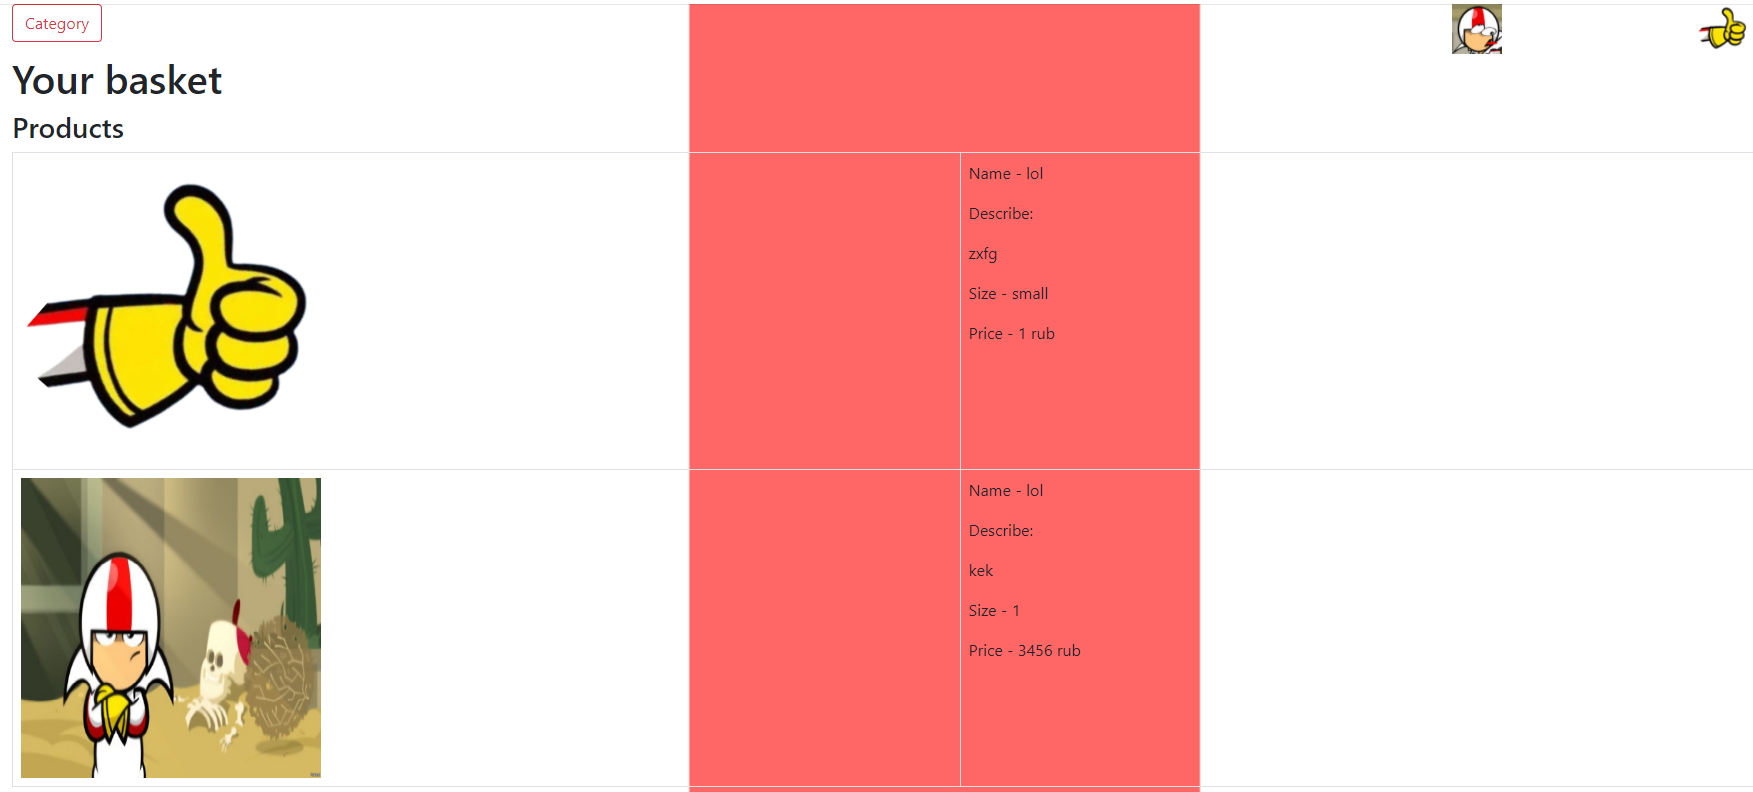 Category
Your basket
Products
Name - lol
Describe:
zxfg
Size - small
Price - 1 rub
Name - lol
Describe:
kek
Size - 1
Price - 3456 rub